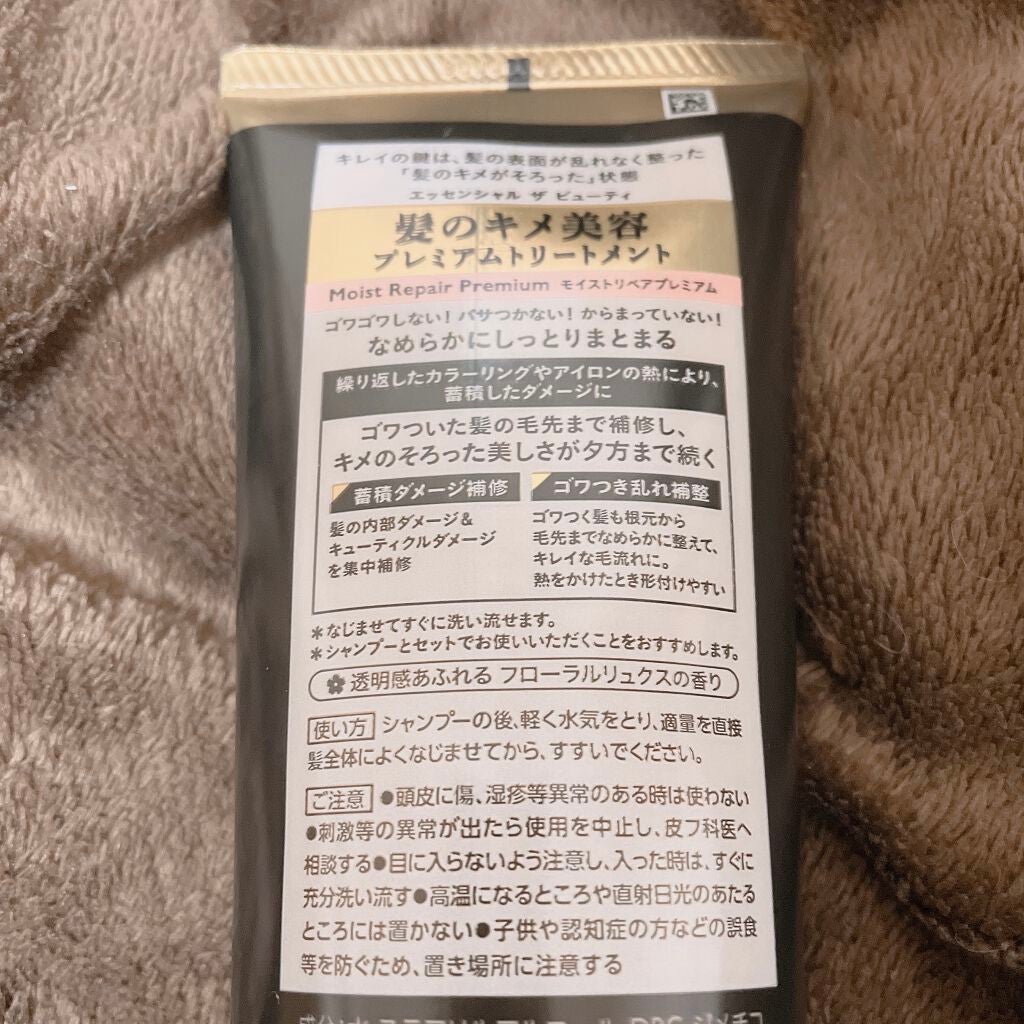 キレイの鍵は、髪の表面が乱れなく整った
「髪のキメがそろった」状態
エッセンシャル ザ ビューティ
髪のキメ美容
プレミアムトリートメント
Moist Repair Premium モイストリペアプレミアム
ゴワゴワしない！パサつかない！からまっていない！
なめらかにしっとりまとまる
繰り返したカラーリングやアイロンの熱により、
蓄積したダメージに
ゴワついた髪の毛先まで補修し、
キメのそろった美しさが夕方まで続く
蓄積ダメージ補修
髪の内部ダメージ&
キューティクルダメージ
を集中補修
ゴワつき乱れ補整
ゴワつく髪も根元から
毛先までなめらかに整えて、
キレイな毛流れに。
熱をかけたとき形付けやすい
*なじませてすぐに洗い流せます。
*シャンプーとセットでお使いいただくことをおすすめします。
透明感あふれる フローラルリュクスの香り
使い方 シャンプーの後、軽く水気をとり、適量を直接
髪全体によくなじませてから、すすいでください。
ご注意 ●頭皮に傷、湿疹等異常のある時は使わない
●刺激等の異常が出たら使用を中止し、皮フ科医へ
相談する●目に入らないよう注意し、入った時は、すぐに
充分洗い流す●高温になるところや直射日光のあたる
ところには置かない●子供や認知症の方などの誤食
等を防ぐため、置き場所に注意する